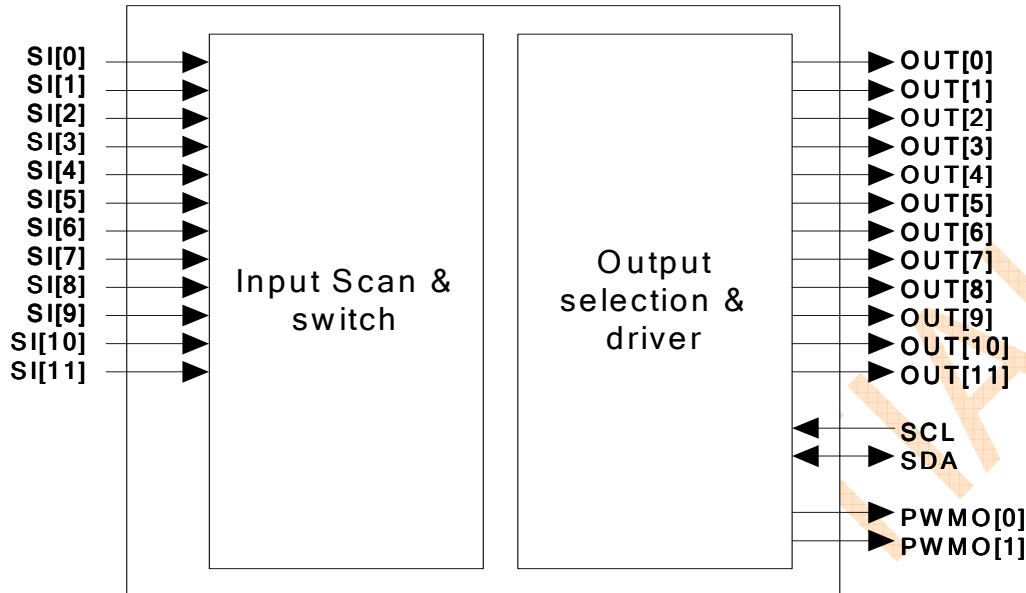 SI[0]
SI[1]
SI[2]
SI[3]
SI[4]
SI[5]
SI[6]
SI[7]
SI[8]
SI[9]
SI[10]
SI[11]
Input Scan &
switch
Output
selection &
driver
OUT[0]
OUT[1]
OUT[2]
OUT[3]
OUT[4]
OUT[5]
OUT[6]
OUT[7]
OUT[8]
OUT[9]
OUT[10]
OUT[11]
SCL
SDA
PWMO[0]
PWMO[1]